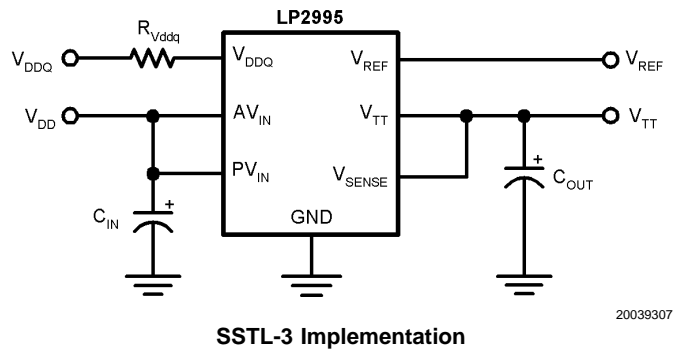 LP2995
R_Vddq
V_DDQ
V_DDQ
V_REF
V_REF
V_DD
AV_IN
V_TT
V_TT
PV_IN
V_SENSE
+
+
C_IN
C_OUT
GND
20039307
SSTL-3 Implementation